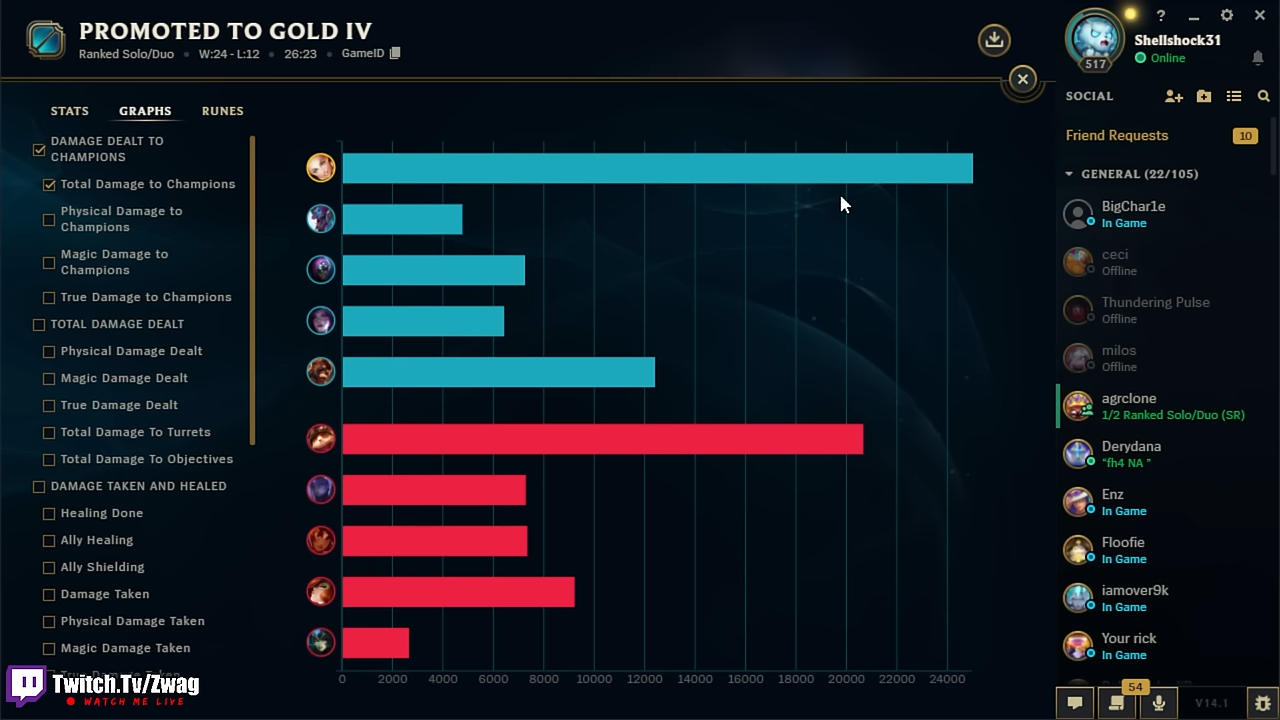 PROMOTED TO GOLD IV
Ranked Solo/Duo • W:24 - L:12 • 26:23 GameID
STATS GRAPHS RUNES
DAMAGE DEALT TO
CHAMPIONS
Total Damage to Champions
Physical Damage to
Champions
Magic Damage to
Champions
True Damage to Champions
TOTAL DAMAGE DEALT
Physical Damage Dealt
Magic Damage Dealt
True Damage Dealt
Total Damage To Turrets
Total Damage To Objectives
DAMAGE TAKEN AND HEALED
Healing Done
Ally Healing
Ally Shielding
Damage Taken
Physical Damage Taken
Magic Damage Taken
Twitch.Tv/Zwag
WATCH ME LIVE
0 2000 4000 6000 8000 10000 12000 14000 16000 18000 20000 22000 24000
?
517
Shellshock31
Online
SOCIAL
Friend Requests 10
GENERAL (22/105)
BigChar1e
In Game
ceci
Offline
Thundering Pulse
Offline
milos
Offline
agrclone
1/2 Ranked Solo/Duo (SR)
Derydana
"fh4 NA "
Enz
In Game
Floofie
In Game
iamover9k
In Game
Your rick
In Game
54
V14.1